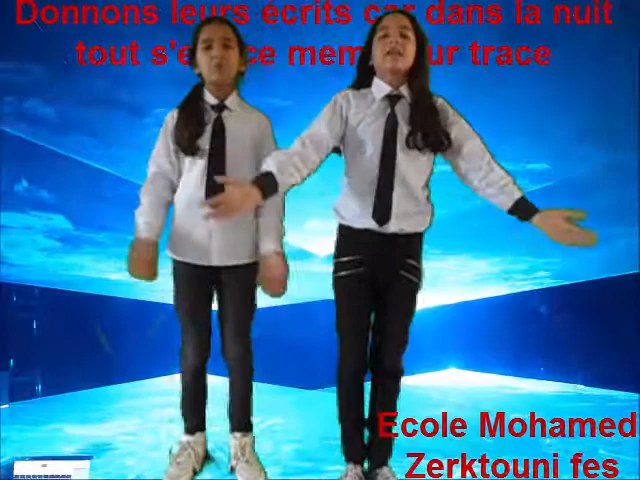 Donnons leurs écrits car dans la nuit
tout trace
Ecole Mohamed
Zerktouni fes